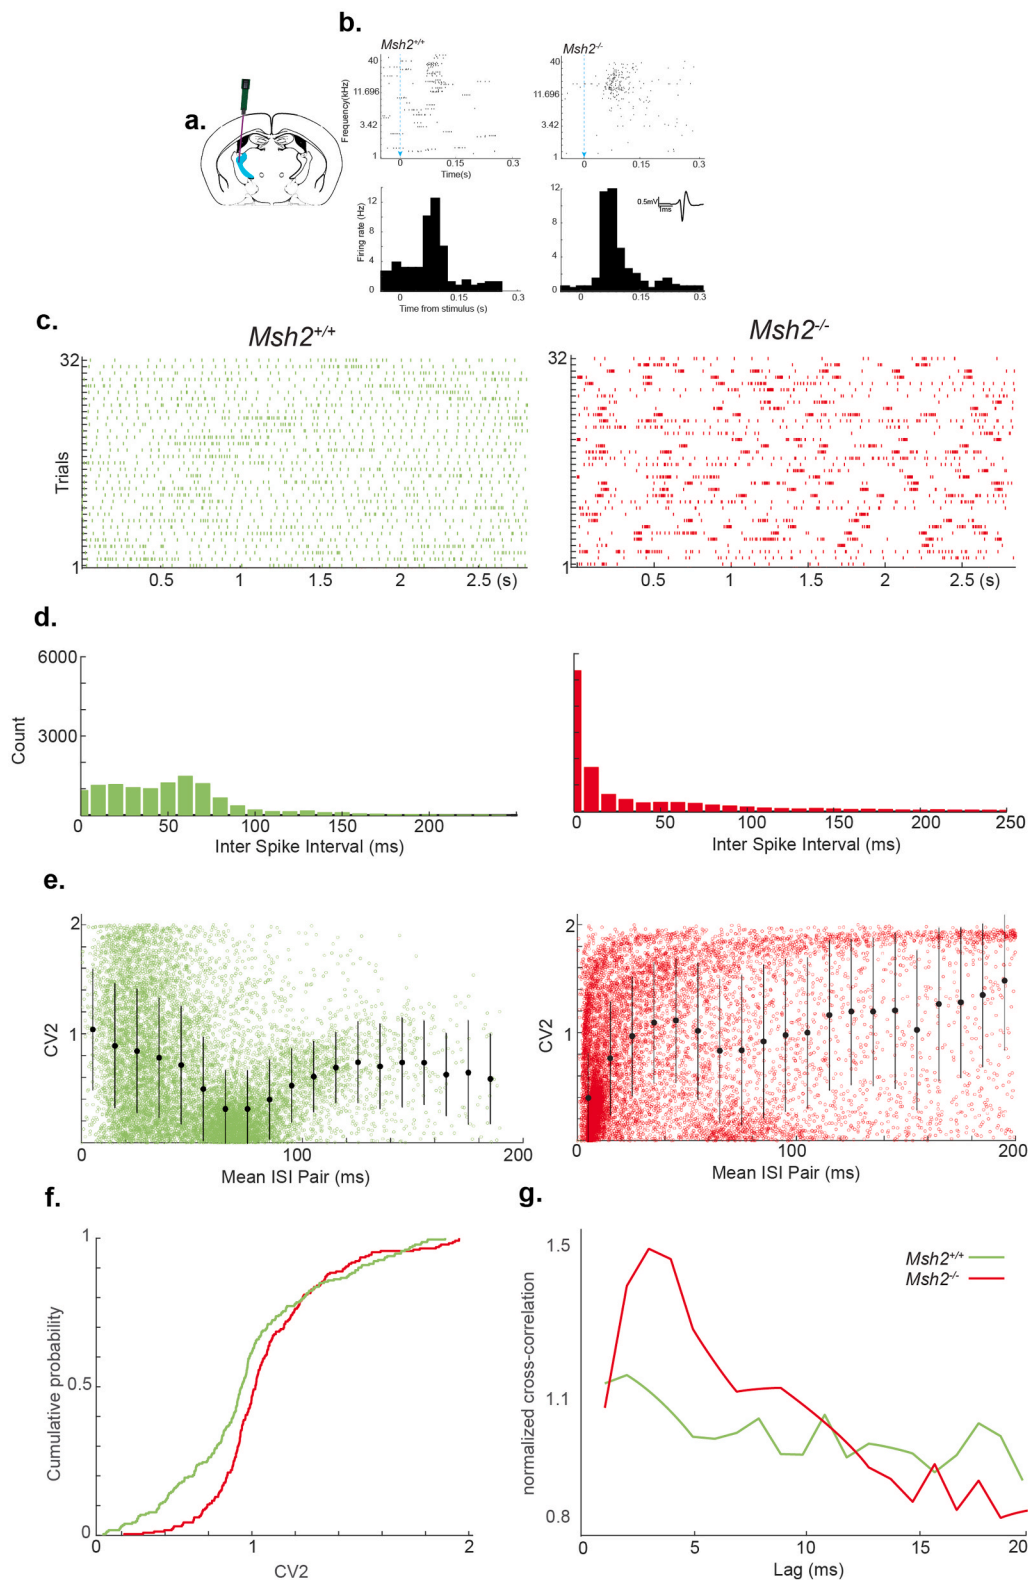 a.
b.
Msh2+/+
Msh2-/-
Frequency(kHz)
40
11.696
3.42
1
0
0.15
0.3
Time(s)
40
11.696
3.42
1
0
0.15
0.3
Firing rate (Hz)
12
8
4
0
0
0.15
0.3
Time from stimulus (s)
12
8
4
0
0
0.15
0.3
0.5mV
1ms
c.
Msh2+/+
Msh2-/-
Trials
32
1
0.5
1
1.5
2
2.5 (s)
32
1
0.5
1
1.5
2
2.5 (s)
d.
Count
6000
3000
0
50
100
150
200
Inter Spike Interval (ms)
0
50
100
150
200
250
Inter Spike Interval (ms)
e.
CV2
2
1
0
100
200
Mean ISI Pair (ms)
CV2
2
1
0
100
200
Mean ISI Pair (ms)
f.
Cumulative probability
1
0.5
0
0
1
2
CV2
g.
normalized cross-correlation
1.5
1.1
0.8
Msh2+/+
Msh2-/-
0
5
10
15
20
Lag (ms)